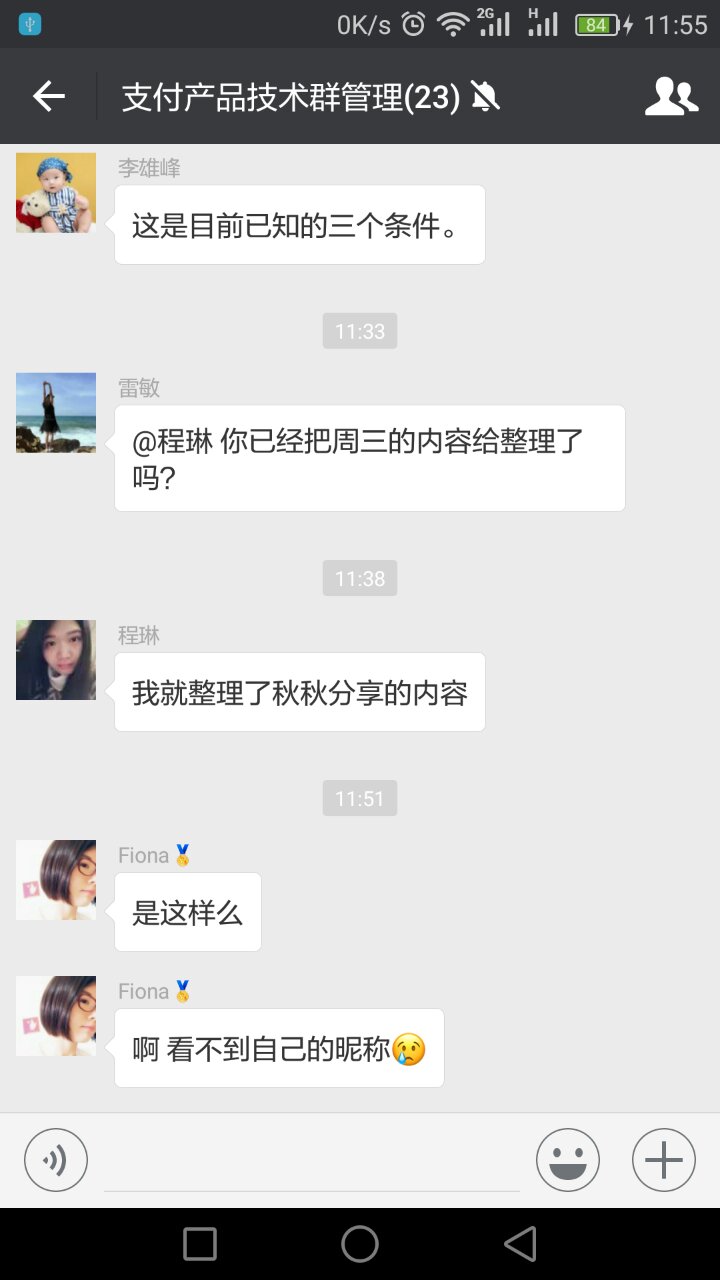 0K/s 2G H 84 11:55
支付产品技术群管理(23)
李雄峰
这是目前已知的三个条件。
11:33
雷敏
@程琳 你已经把周三的内容给整理了
吗?
11:38
程琳
我就整理了秋秋分享的内容
11:51
Fiona🏅
是这样么
Fiona🏅
啊 看不到自己的昵称😢